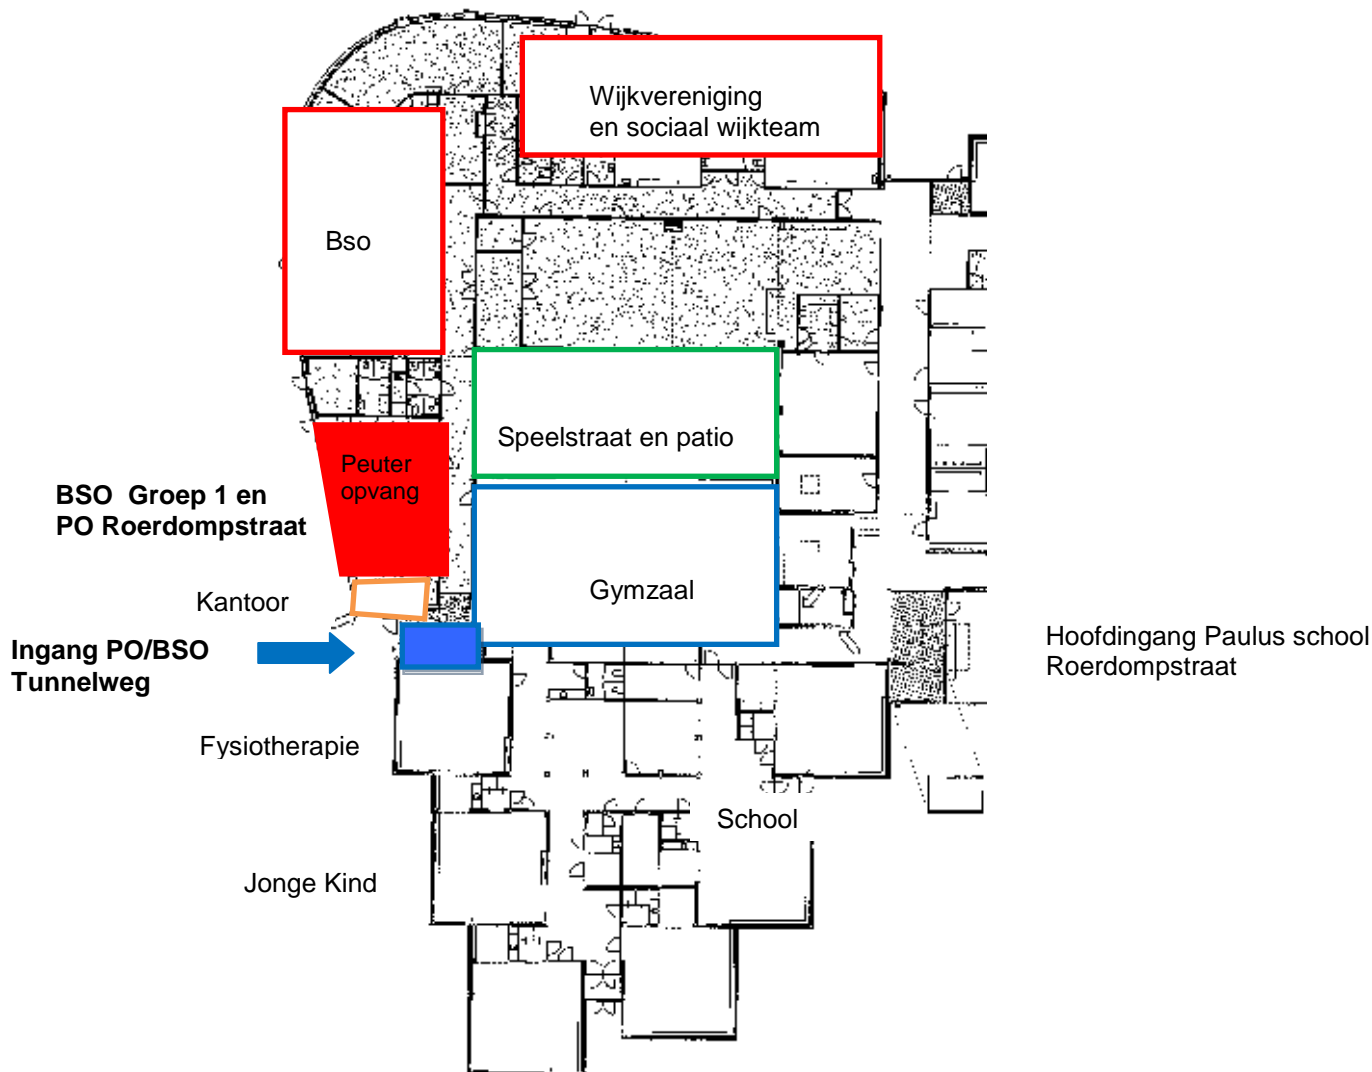 Wijkvereniging
en sociaal wijkteam
Bso
Speelstraat en patio
Peuter
opvang
BSO  Groep 1 en
PO Roerdompstraat
Gymzaal
Kantoor
Ingang PO/BSO
Tunnelweg
Hoofdingang Paulus school
Roerdompstraat
Fysiotherapie
School
Jonge Kind